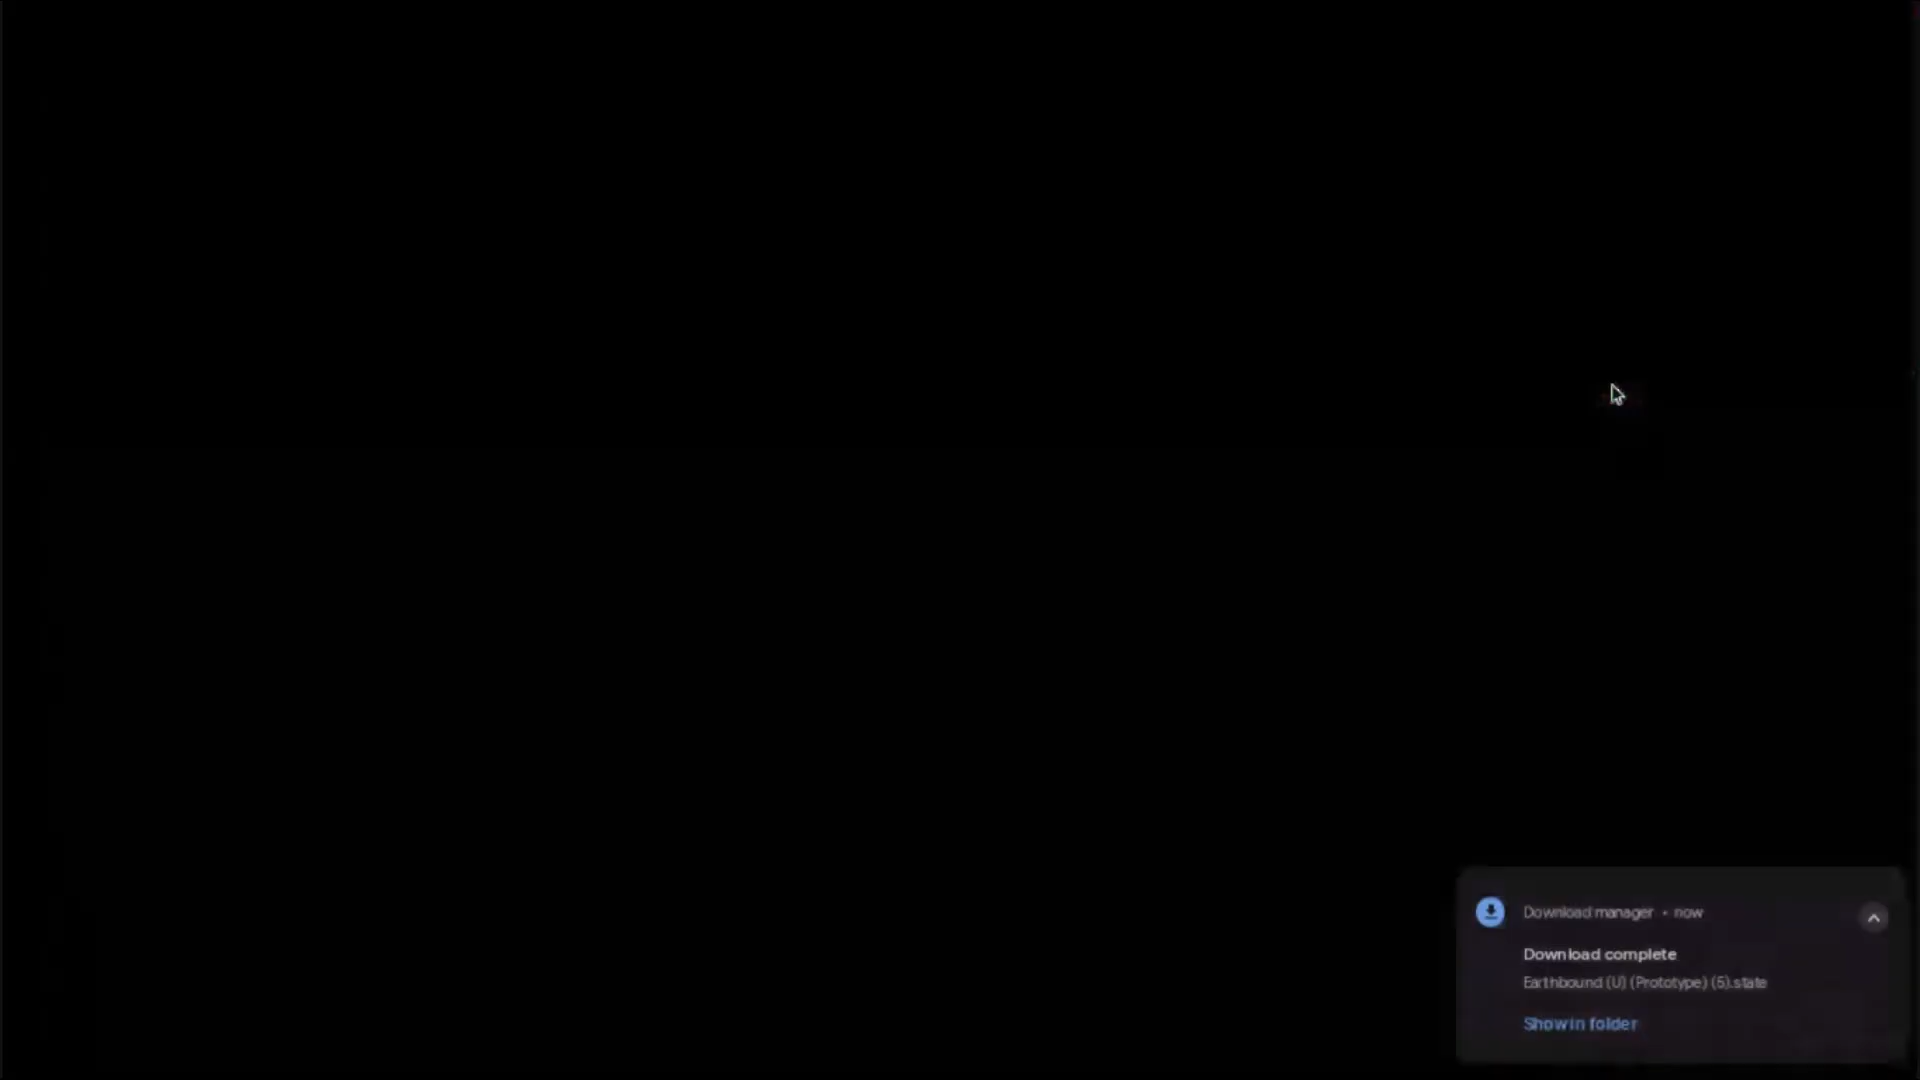 Download manager • now
Download complete
Earthbound (U) (Prototype) (5).state
Show in folder